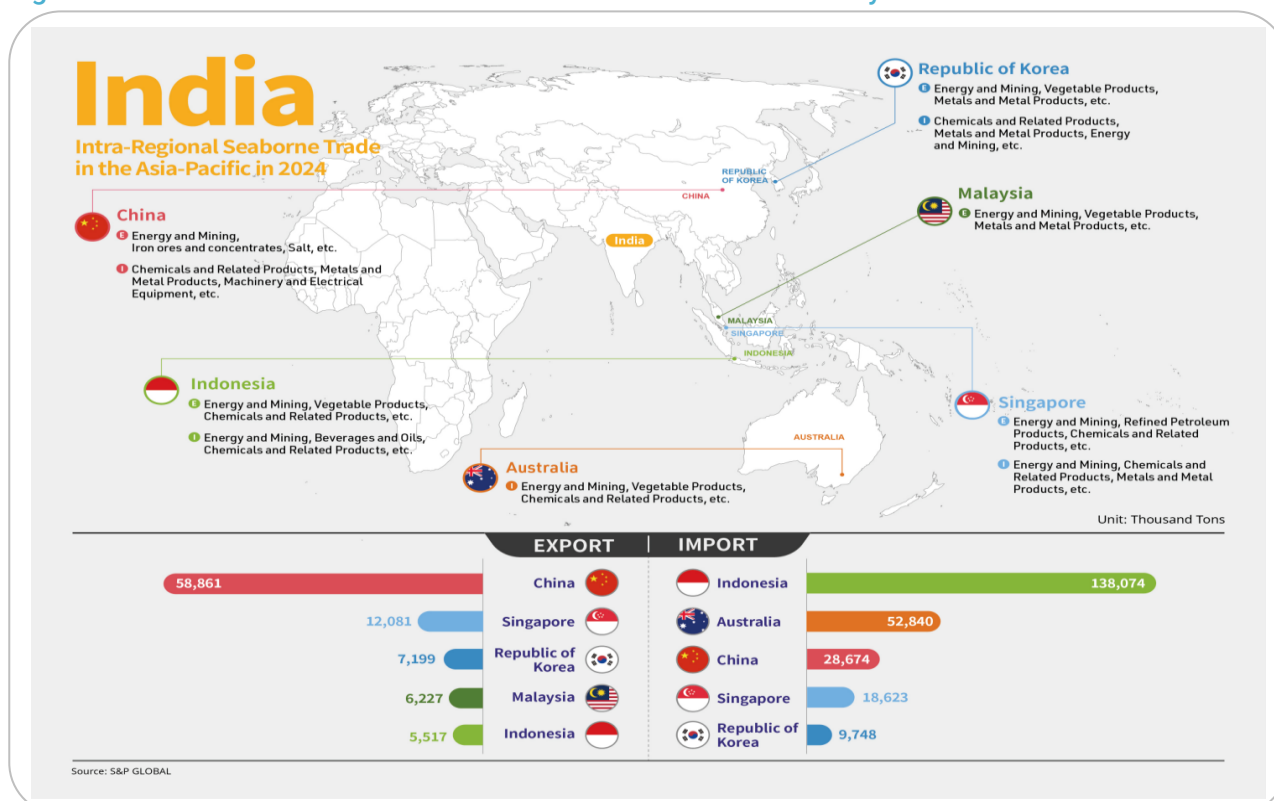 India
Intra-Regional Seaborne Trade
in the Asia-Pacific in 2024
China
E Energy and Mining,
Iron ores and concentrates, Salt, etc.
I Chemicals and Related Products, Metals and
Metal Products, Machinery and Electrical
Equipment, etc.
Republic of Korea
E Energy and Mining, Vegetable Products,
Metals and Metal Products, etc.
I Chemicals and Related Products,
Metals and Metal Products, Energy
and Mining, etc.
Malaysia
E Energy and Mining, Vegetable Products,
Metals and Metal Products, etc.
REPUBLIC
OF KOREA
CHINA
India
MALAYSIA
SINGAPORE
INDONESIA
AUSTRALIA
Indonesia
E Energy and Mining, Vegetable Products,
Chemicals and Related Products, etc.
I Energy and Mining, Beverages and Oils,
Chemicals and Related Products, etc.
Australia
I Energy and Mining, Vegetable Products,
Chemicals and Related Products, etc.
Singapore
E Energy and Mining, Refined Petroleum
Products, Chemicals and Related
Products, etc.
I Energy and Mining, Chemicals and
Related Products, Metals and Metal
Products, etc.
Unit: Thousand Tons
EXPORT | IMPORT
58,861 China
12,081 Singapore
7,199 Republic of
Korea
6,227 Malaysia
5,517 Indonesia
Indonesia 138,074
Australia 52,840
China 28,674
Singapore 18,623
Republic of
Korea 9,748
Source: S&P GLOBAL